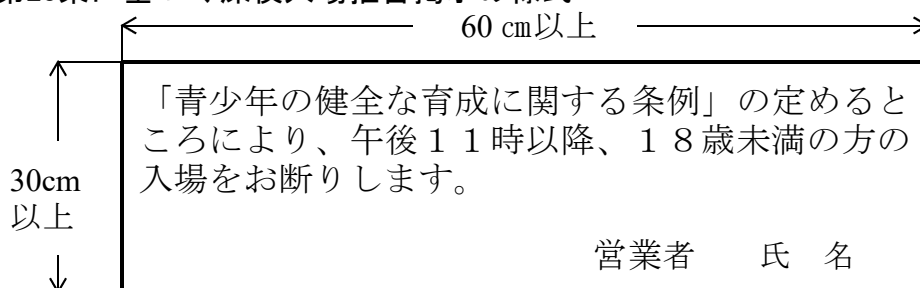 60 ㎝以上
「青少年の健全な育成に関する条例」の定めると
ころにより、午後１１時以降、１８歳未満の方の
入場をお断りします。
30cm
以上
営業者　　氏　名